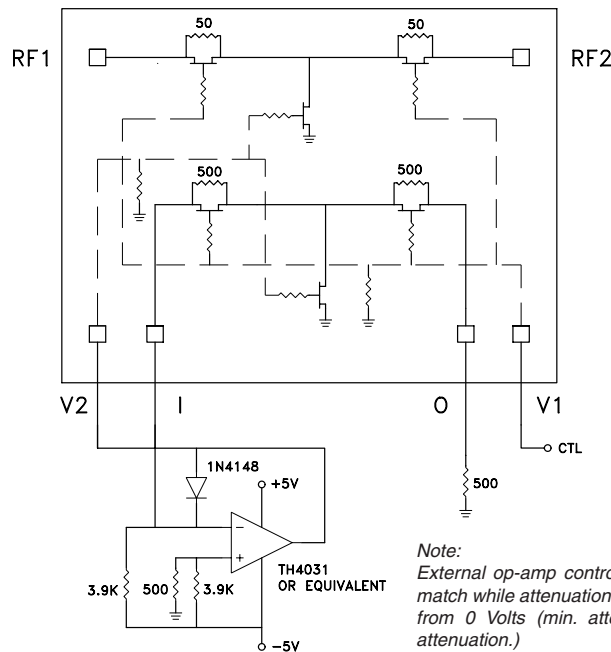 50
50
RF1
RF2
500
500
V2
I
O
V1
CTL
1N4148
+5V
500
−
+
TH4031
OR EQUIVALENT
3.9K
500
3.9K
−5V
Note:
External op-amp contro
match while attenuation
from 0 Volts (min. atte
attenuation.)